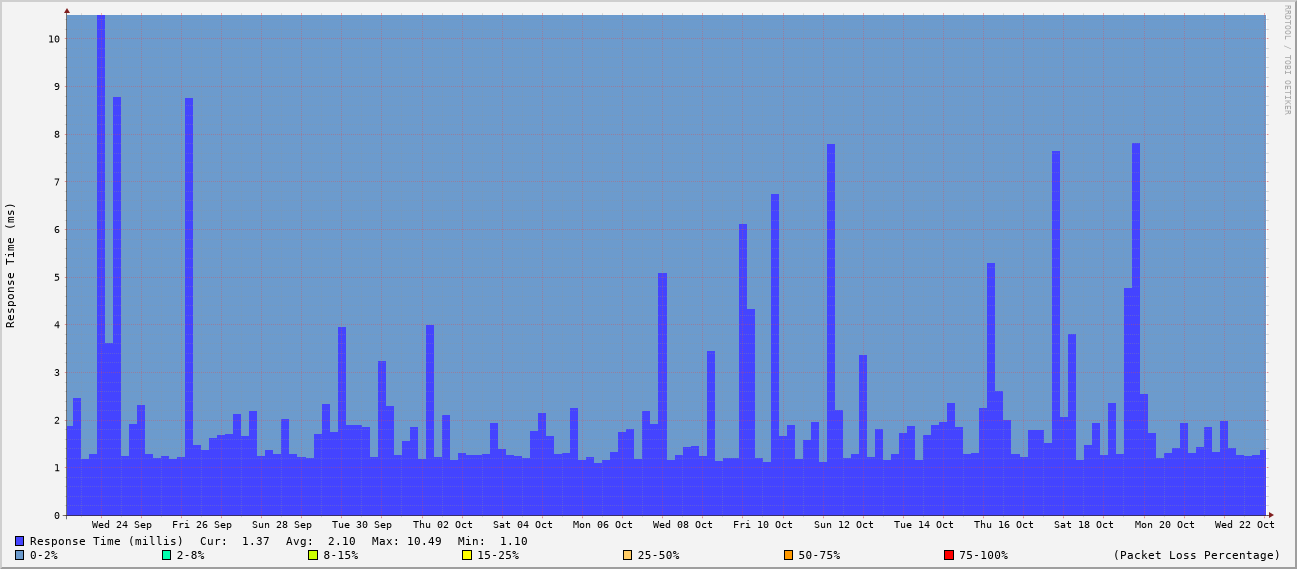 RRDTOOL / TOBI OETIKER
Response Time (ms)
10
9
8
7
6
5
4
3
2
1
0
Wed 24 Sep Fri 26 Sep Sun 28 Sep Tue 30 Sep Thu 02 Oct Sat 04 Oct Mon 06 Oct Wed 08 Oct Fri 10 Oct Sun 12 Oct Tue 14 Oct Thu 16 Oct Sat 18 Oct Mon 20 Oct Wed 22 Oct
Response Time (millis) Cur: 1.37 Avg: 2.10 Max: 10.49 Min: 1.10
0-2% 2-8% 8-15% 15-25% 25-50% 50-75% 75-100% (Packet Loss Percentage)